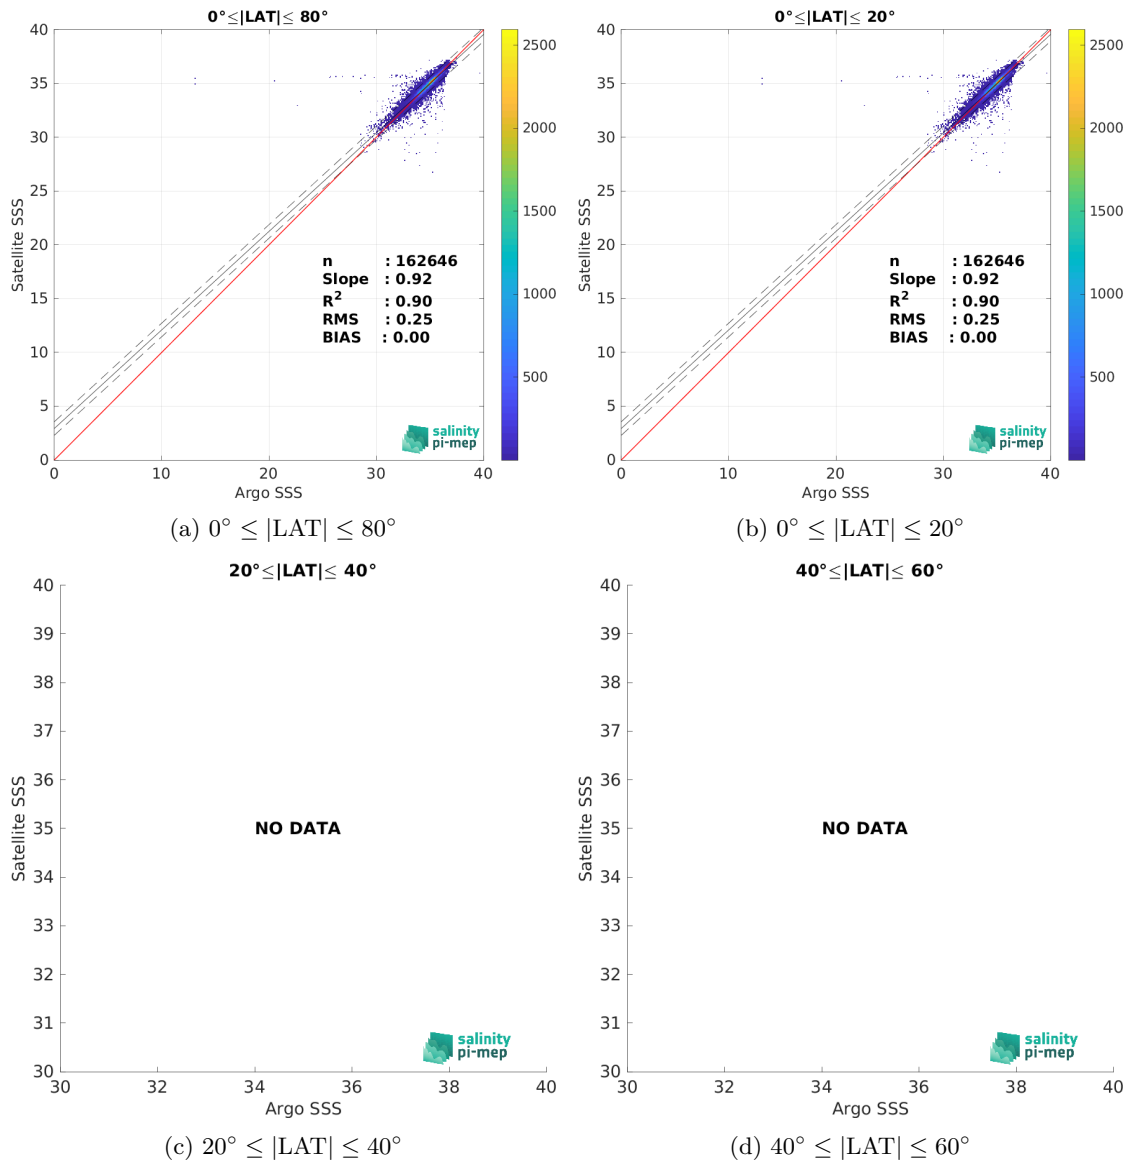 0°≤|LAT|≤ 80°
40
35
30
25
20
15
10
5
0
0
10
20
30
40
Satellite SSS
Argo SSS
n : 162646
Slope : 0.92
R² : 0.90
RMS : 0.25
BIAS : 0.00
2500
2000
1500
1000
500
salinity
pi-mep
(a) 0° ≤ |LAT| ≤ 80°
0°≤|LAT|≤ 20°
40
35
30
25
20
15
10
5
0
0
10
20
30
40
Satellite SSS
Argo SSS
n : 162646
Slope : 0.92
R² : 0.90
RMS : 0.25
BIAS : 0.00
2500
2000
1500
1000
500
salinity
pi-mep
(b) 0° ≤ |LAT| ≤ 20°
20°≤|LAT|≤ 40°
40
39
38
37
36
35
34
33
32
31
30
30
32
34
36
38
40
Satellite SSS
Argo SSS
NO DATA
salinity
pi-mep
(c) 20° ≤ |LAT| ≤ 40°
40°≤|LAT|≤ 60°
40
39
38
37
36
35
34
33
32
31
30
30
32
34
36
38
40
Satellite SSS
Argo SSS
NO DATA
salinity
pi-mep
(d) 40° ≤ |LAT| ≤ 60°